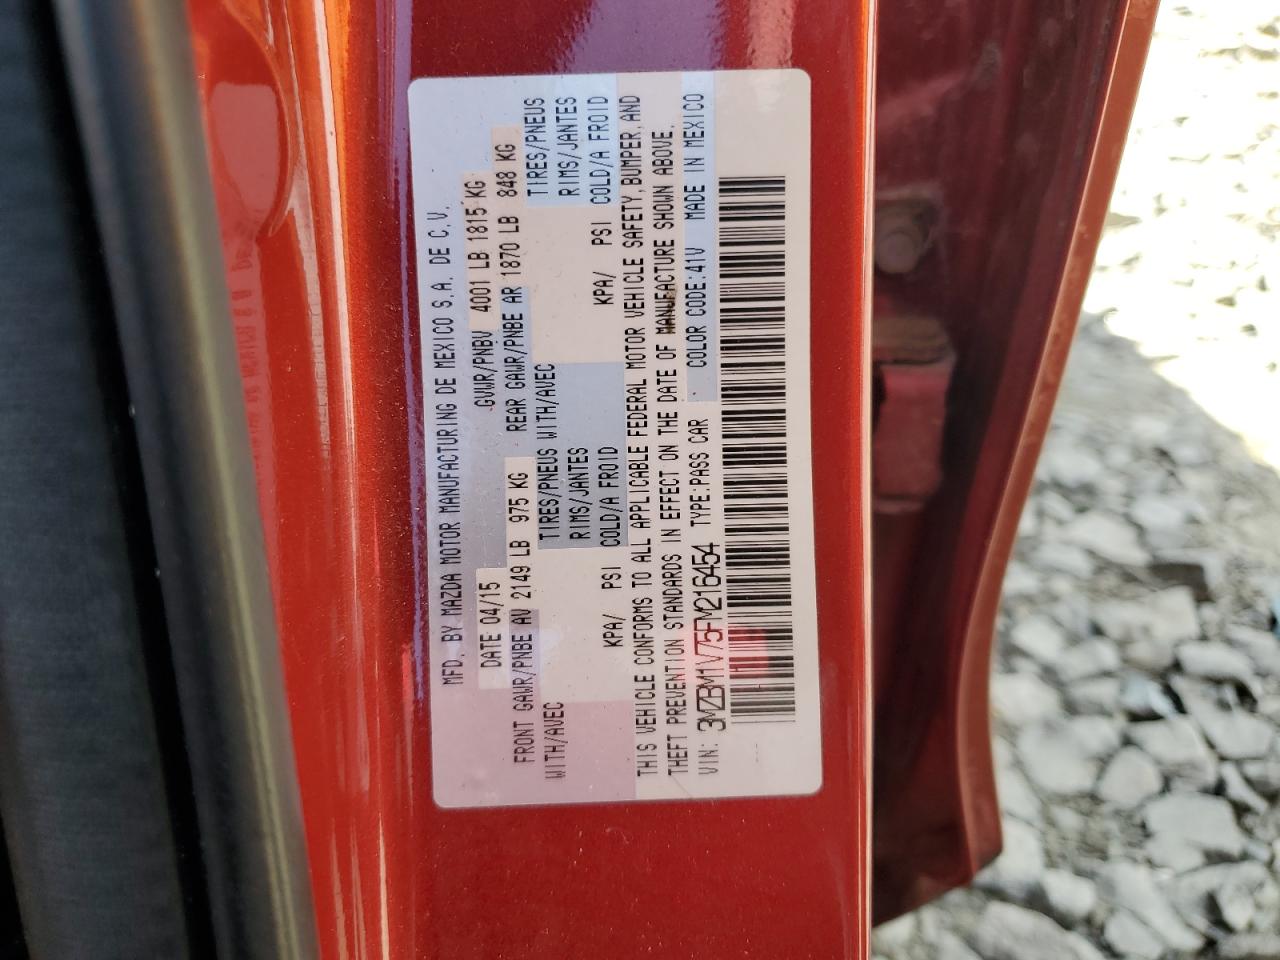 MFD. BY MAZDA MOTOR MANUFACTURING DE MEXICO S.A. DE C.V.
DATE 04/15 GVWR/PNBV 4001 LB 1815 KG
FRONT GAWR/PNBE AV 2149 LB 975 KG REAR GAWR/PNBE AR 1870 LB 848 KG
WITH/AVEC TIRES/PNEUS WITH/AVEC TIRES/PNEUS
RIMS/JANTES RIMS/JANTES
KPA/ PSI COLD/A FROID KPA/ PSI COLD/A FROID
THIS VEHICLE CONFORMS TO ALL APPLICABLE FEDERAL MOTOR VEHICLE SAFETY, BUMPER, AND
THEFT PREVENTION STANDARDS IN EFFECT ON THE DATE OF MANUFACTURE SHOWN ABOVE.
VIN: 3MZBM1V75FM216454 TYPE:PASS CAR COLOR CODE:41V MADE IN MEXICO